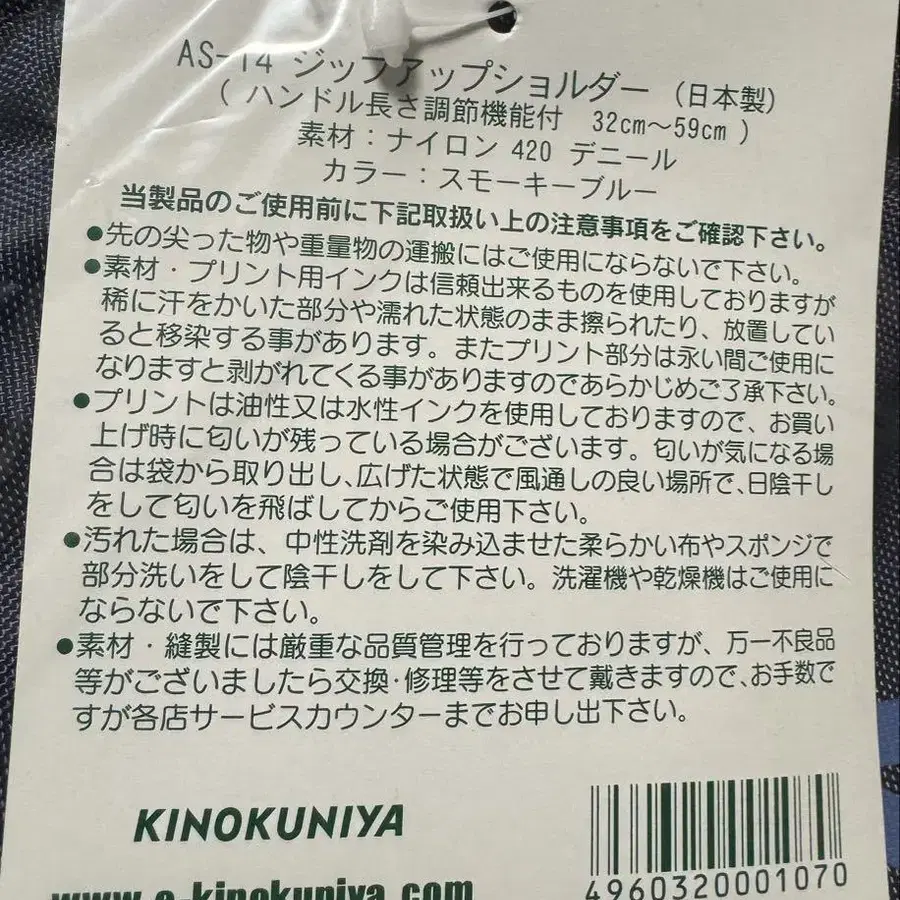 AS-14 ジップアップショルダー (日本製)
( ハンドル長さ調節機能付 32cm～59cm )
素材：ナイロン 420 デニール
カラー：スモーキーブルー
当製品のご使用前に下記取扱い上の注意事項をご確認下さい。
●先の尖った物や重量物の運搬にはご使用にならないで下さい。
●素材・プリント用インクは信頼出来るものを使用しておりますが
稀に汗をかいた部分や濡れた状態のまま擦られたり、放置してい
ると移染する事があります。またプリント部分は永い間ご使用に
なりますと剥がれてくる事がありますのであらかじめご了承下さい。
●プリントは油性又は水性インクを使用しておりますので、お買い
上げ時に匂いが残っている場合がございます。匂いが気になる場
合は袋から取り出し、広げた状態で風通しの良い場所で、日陰干し
をして匂いを飛ばしてからご使用下さい。
●汚れた場合は、中性洗剤を染み込ませた柔らかい布やスポンジで
部分洗いをして陰干しをして下さい。洗濯機や乾燥機はご使用に
ならないで下さい。
●素材・縫製には厳重な品質管理を行っておりますが、万一不良品
等がございましたら交換・修理等をさせて戴きますので、お手数で
すが各店サービスカウンターまでお申し出下さい。
KINOKUNIYA
www.e-kinokuniya.com
4960320001070